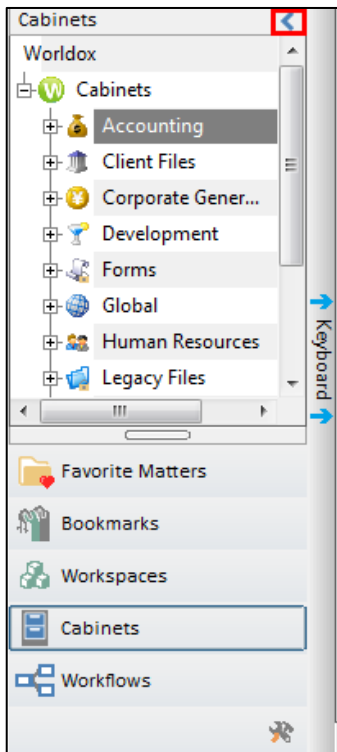 Cabinets
Worldox
Cabinets
Accounting
Client Files
Corporate Gener...
Development
Forms
Global
Human Resources
Legacy Files
Keyboard
Favorite Matters
Bookmarks
Workspaces
Cabinets
Workflows